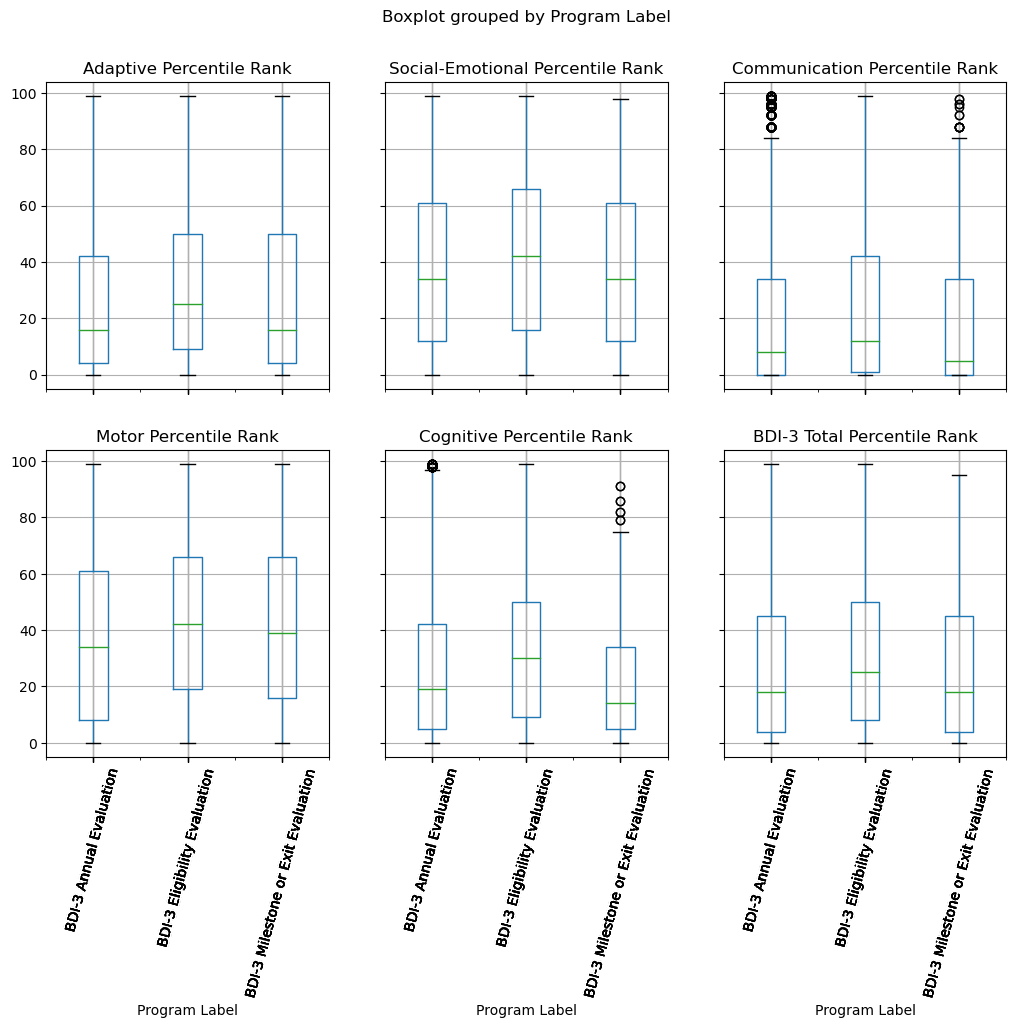 Boxplot grouped by Program Label
Adaptive Percentile Rank
Social-Emotional Percentile Rank
Communication Percentile Rank
100
80
60
40
20
0
Motor Percentile Rank
Cognitive Percentile Rank
BDI-3 Total Percentile Rank
100
80
60
40
20
0
BDI-3 Annual Evaluation
BDI-3 Eligibility Evaluation
BDI-3 Milestone or Exit Evaluation
BDI-3 Annual Evaluation
BDI-3 Eligibility Evaluation
BDI-3 Milestone or Exit Evaluation
BDI-3 Annual Evaluation
BDI-3 Eligibility Evaluation
BDI-3 Milestone or Exit Evaluation
Program Label
Program Label
Program Label